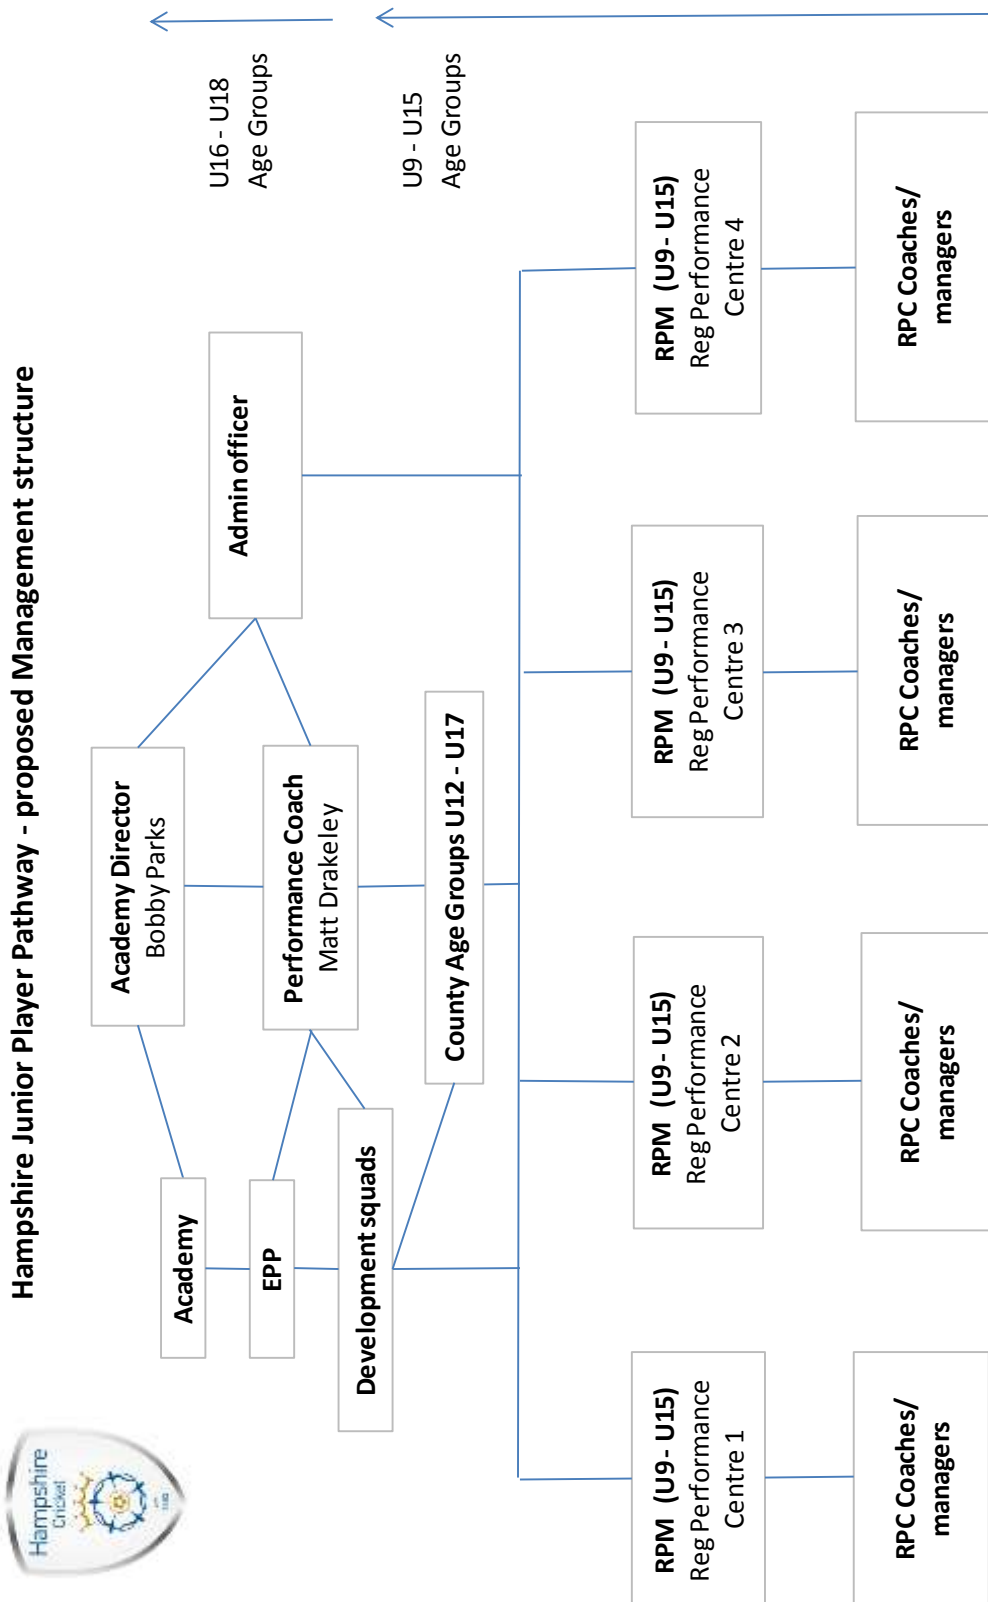 Hampshire Junior Player Pathway - proposed Management structure
Hampshire
Cricket
Academy
EPP
Development squads
Academy Director
Bobby Parks
Performance Coach
Matt Drakeley
County Age Groups U12 - U17
Admin officer
U16 - U18
Age Groups
U9 - U15
Age Groups
RPM (U9- U15)
Reg Performance
Centre 1
RPM (U9- U15)
Reg Performance
Centre 2
RPM (U9- U15)
Reg Performance
Centre 3
RPM (U9- U15)
Reg Performance
Centre 4
RPC Coaches/
managers
RPC Coaches/
managers
RPC Coaches/
managers
RPC Coaches/
managers